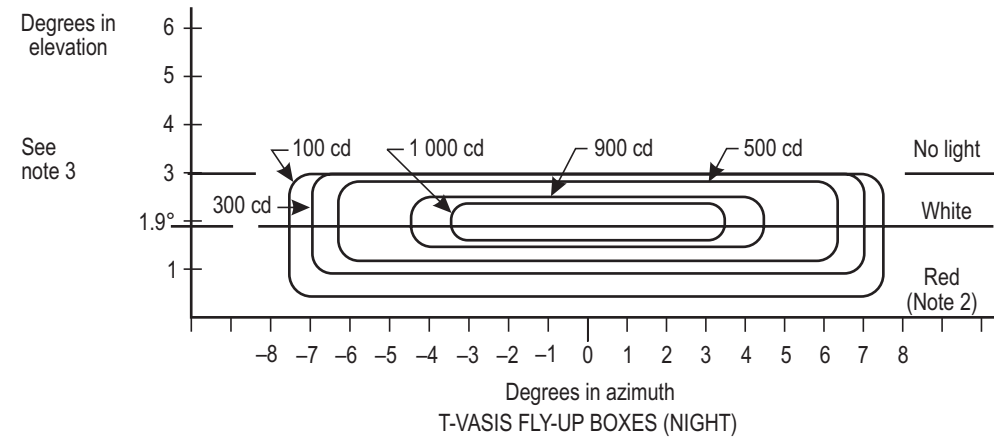 Degrees in
elevation
6
5
4
See
note 3
3
100 cd
1 000 cd
900 cd
500 cd
No light
300 cd
1.9°
White
1
Red
(Note 2)
–8 –7 –6 –5 –4 –3 –2 –1 0 1 2 3 4 5 6 7 8
Degrees in azimuth
T-VASIS FLY-UP BOXES (NIGHT)